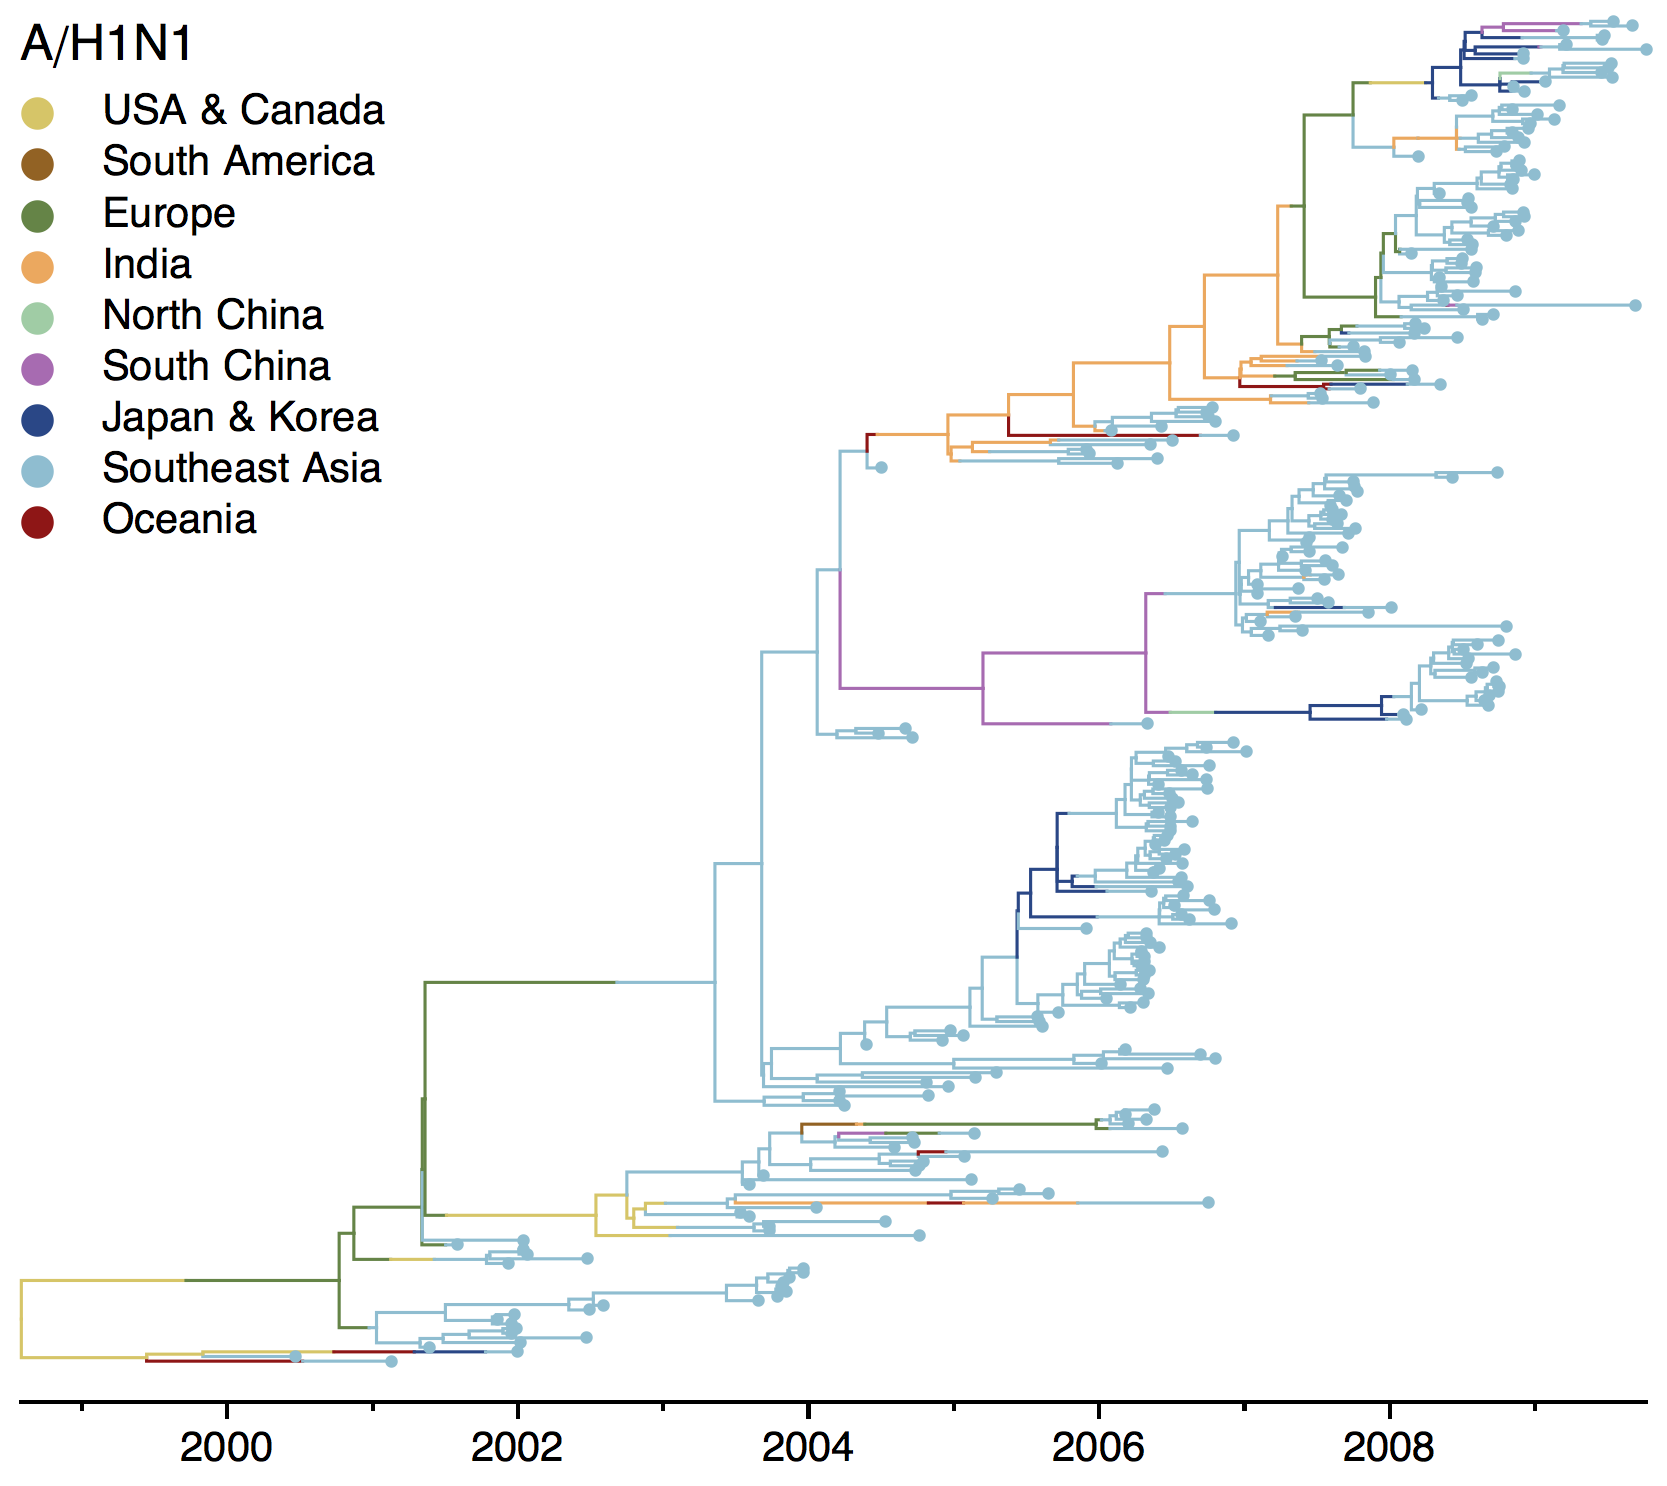 A/H1N1
USA & Canada
South America
Europe
India
North China
South China
Japan & Korea
Southeast Asia
Oceania
2000 2002 2004 2006 2008